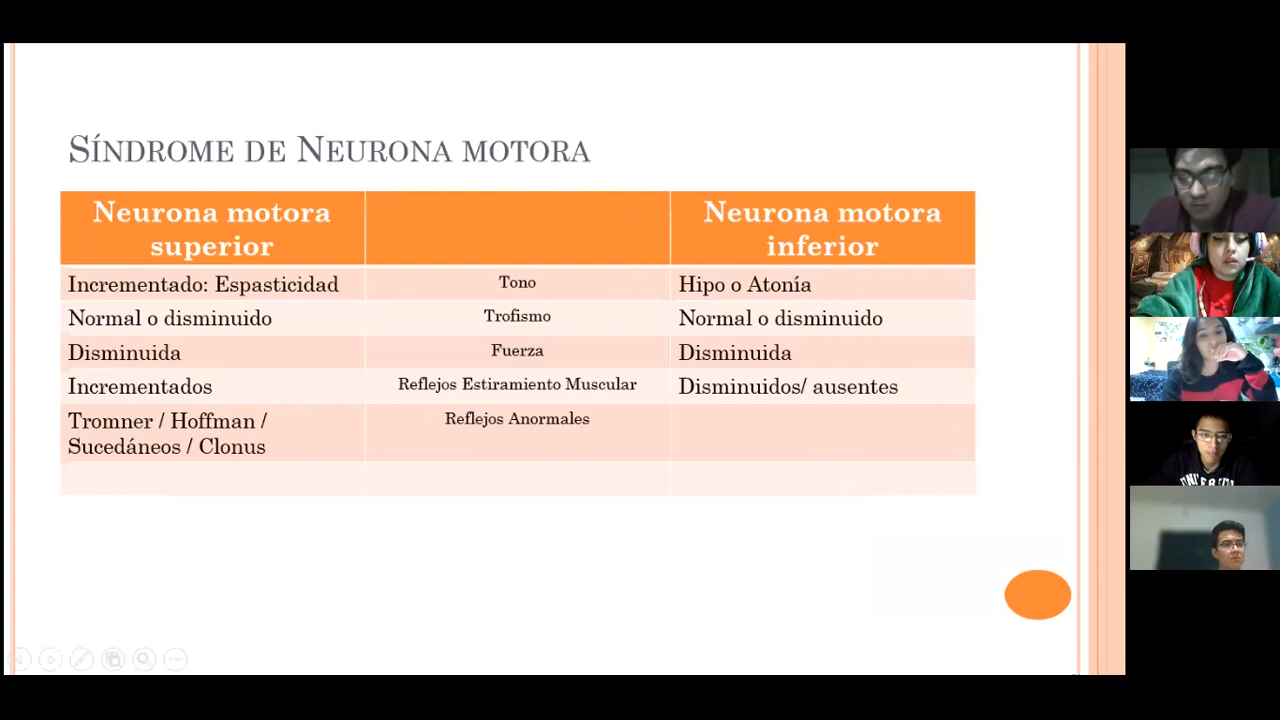 Síndrome de Neurona motora
Neurona motora
superior
Neurona motora
inferior
Incrementado: Espasticidad
Tono
Hipo o Atonía
Normal o disminuido
Trofismo
Normal o disminuido
Disminuida
Fuerza
Disminuida
Incrementados
Reflejos Estiramiento Muscular
Disminuidos/ ausentes
Tromner / Hoffman /
Sucedáneos / Clonus
Reflejos Anormales